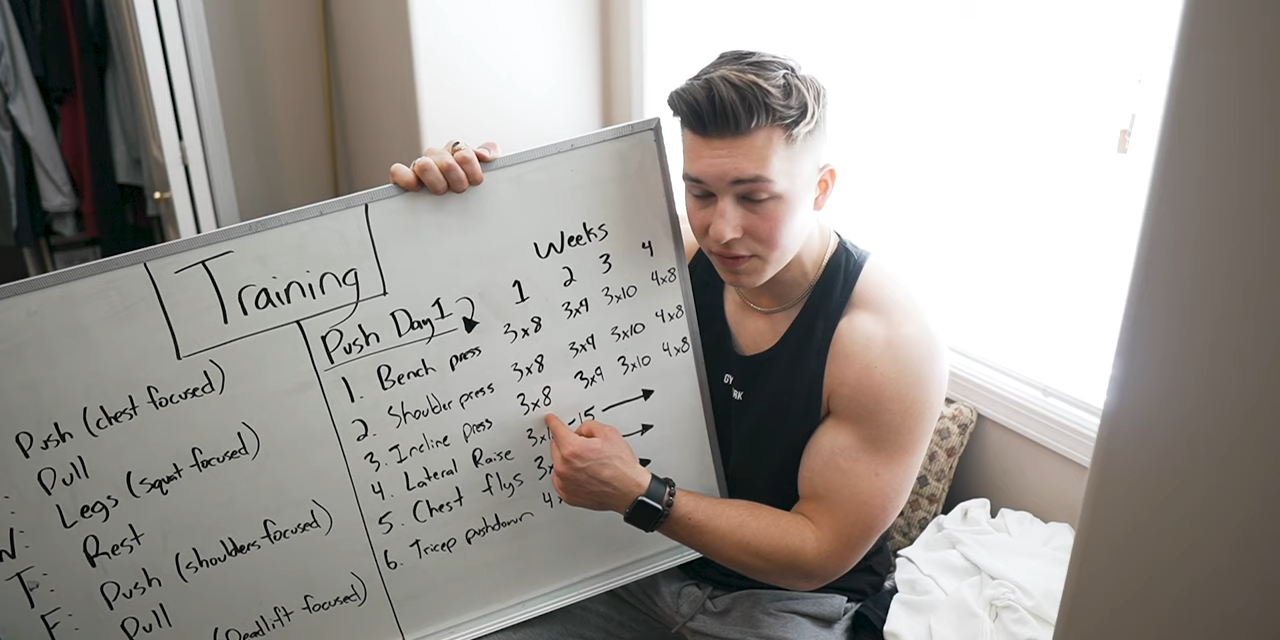 Training
Push (chest focused)
Pull
Legs (squat focused)
W: Rest
T: Push (shoulders focused)
F: Pull
(Deadlift focused)
Push Day 1
Weeks
1 2 3 4
1. Bench press 3x8 3x9 3x10 4x8
2. Shoulder press 3x8 3x9 3x10 4x8
3. Incline press 3x8 3x9 3x10 4x8
4. Lateral Raise -15
5. Chest flys
6. Tricep pushdown